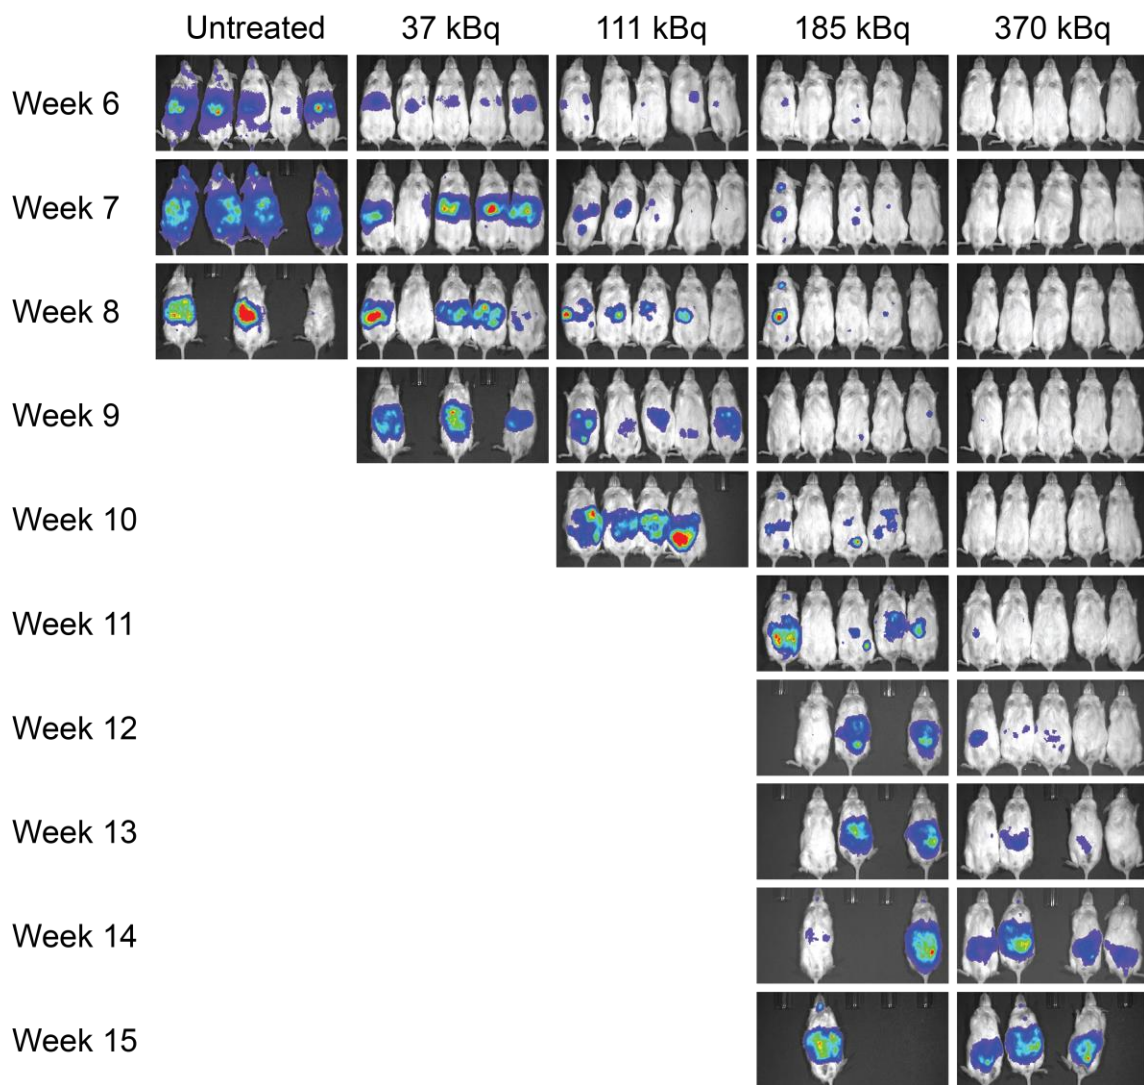 Untreated 37 kBq 111 kBq 185 kBq 370 kBq
Week 6
Week 7
Week 8
Week 9
Week 10
Week 11
Week 12
Week 13
Week 14
Week 15